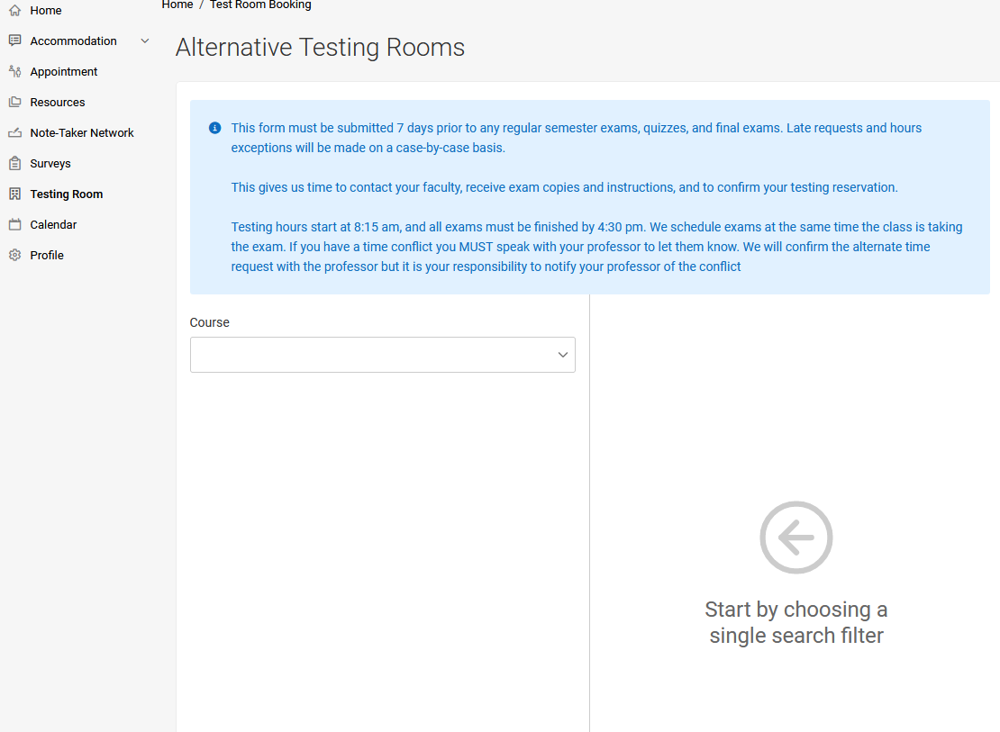 Home / Test Room Booking
Home
Accommodation
Appointment
Resources
Note-Taker Network
Surveys
Testing Room
Calendar
Profile
Alternative Testing Rooms
This form must be submitted 7 days prior to any regular semester exams, quizzes, and final exams. Late requests and hours
exceptions will be made on a case-by-case basis.
This gives us time to contact your faculty, receive exam copies and instructions, and to confirm your testing reservation.
Testing hours start at 8:15 am, and all exams must be finished by 4:30 pm. We schedule exams at the same time the class is taking
the exam. If you have a time conflict you MUST speak with your professor to let them know. We will confirm the alternate time
request with the professor but it is your responsibility to notify your professor of the conflict
Course
Start by choosing a
single search filter